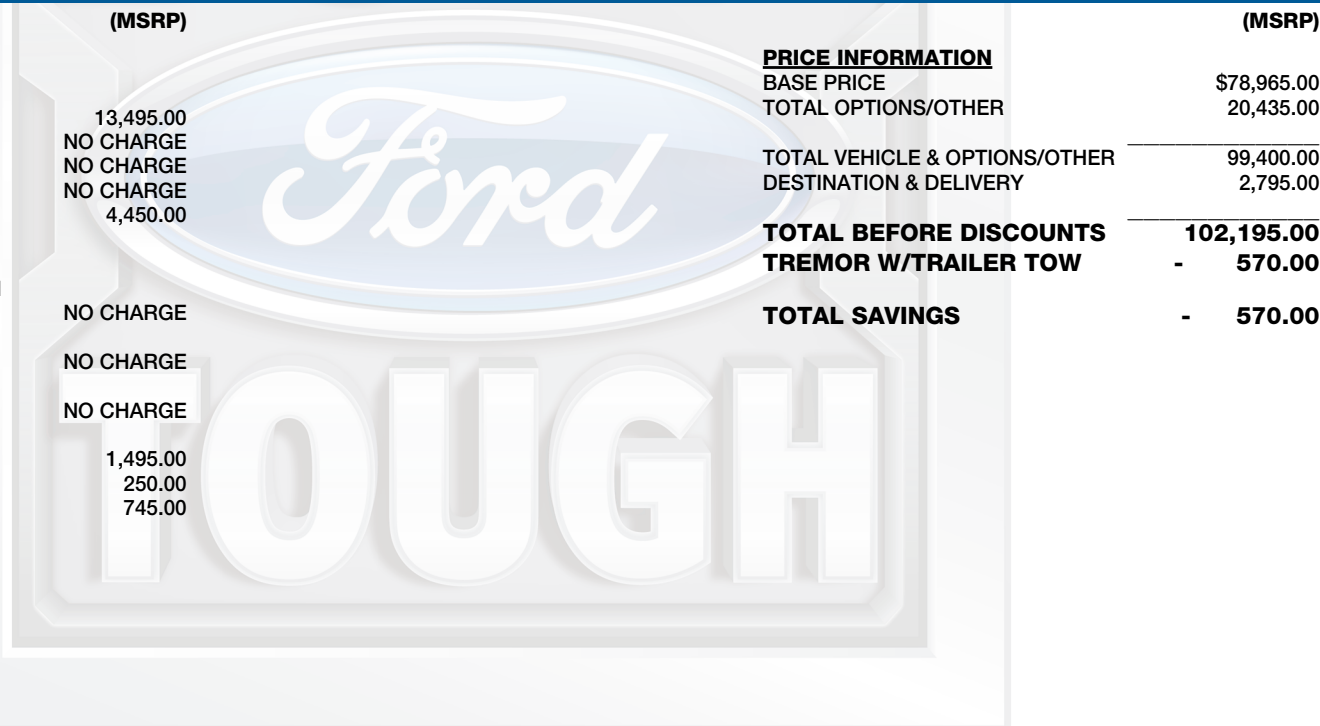 (MSRP)
13,495.00
NO CHARGE
NO CHARGE
NO CHARGE
4,450.00
NO CHARGE
NO CHARGE
NO CHARGE
1,495.00
250.00
745.00
Ford
TOUGH
(MSRP)
PRICE INFORMATION
BASE PRICE $78,965.00
TOTAL OPTIONS/OTHER 20,435.00
TOTAL VEHICLE & OPTIONS/OTHER 99,400.00
DESTINATION & DELIVERY 2,795.00
TOTAL BEFORE DISCOUNTS 102,195.00
TREMOR W/TRAILER TOW - 570.00
TOTAL SAVINGS - 570.00